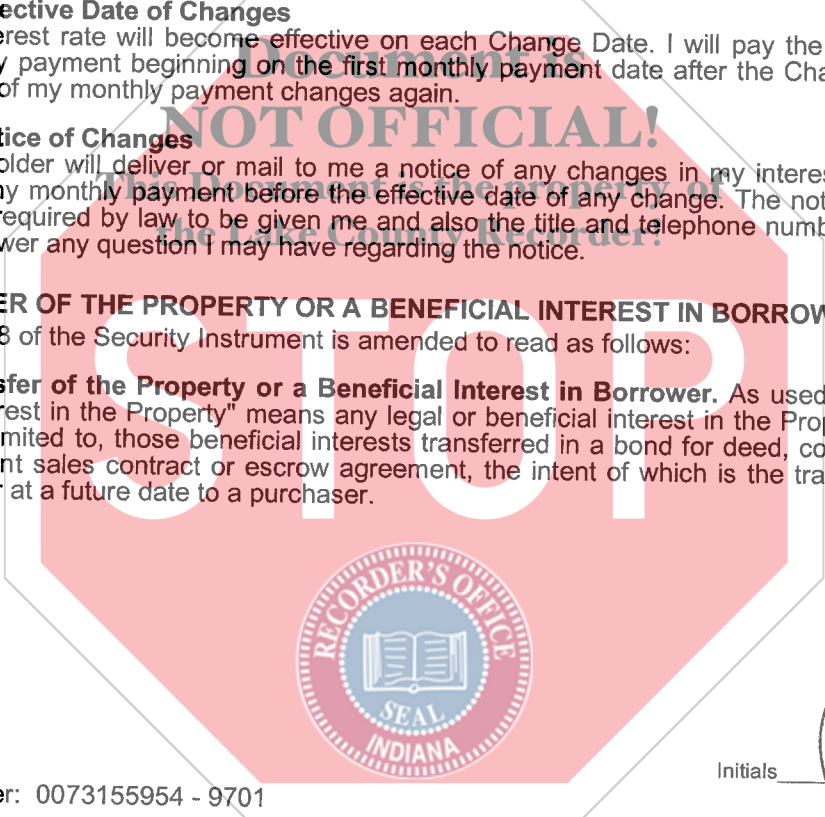 ective Date of Changes
erest rate will become effective on each Change Date. I will pay the
y payment beginning on the first monthly payment date after the Cha
of my monthly payment changes again.
tice of Changes
older will deliver or mail to me a notice of any changes in my interes
ny monthly payment before the effective date of any change. The not
required by law to be given me and also the title and telephone numb
wer any question I may have regarding the notice.
ER OF THE PROPERTY OR A BENEFICIAL INTEREST IN BORROW
8 of the Security Instrument is amended to read as follows:
sfer of the Property or a Beneficial Interest in Borrower. As used
rest in the Property" means any legal or beneficial interest in the Prop
mited to, those beneficial interests transferred in a bond for deed, co
nt sales contract or escrow agreement, the intent of which is the tra
r at a future date to a purchaser.
Document is
NOT OFFICIAL!
This Document is the property of
the Lake County Recorder!
STOP
RECORDER'S OFFICE
SEAL
INDIANA
Initials
er: 0073155954 - 9701